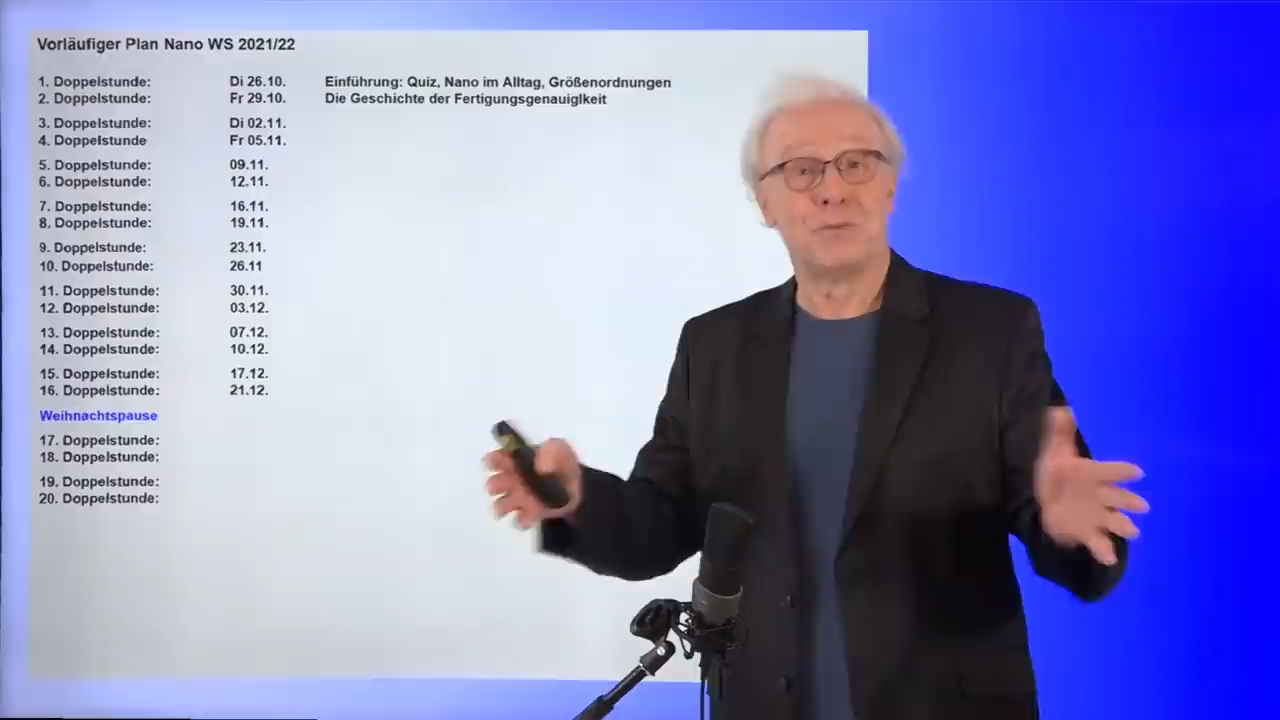 Vorläufiger Plan Nano WS 2021/22
1. Doppelstunde: Di 26.10. Einführung: Quiz, Nano im Alltag, Größenordnungen
2. Doppelstunde: Fr 29.10. Die Geschichte der Fertigungsgenauiglkeit
3. Doppelstunde: Di 02.11.
4. Doppelstunde Fr 05.11.
5. Doppelstunde: 09.11.
6. Doppelstunde: 12.11.
7. Doppelstunde: 16.11.
8. Doppelstunde: 19.11.
9. Doppelstunde: 23.11.
10. Doppelstunde: 26.11
11. Doppelstunde: 30.11.
12. Doppelstunde: 03.12.
13. Doppelstunde: 07.12.
14. Doppelstunde: 10.12.
15. Doppelstunde: 17.12.
16. Doppelstunde: 21.12.
Weihnachtspause
17. Doppelstunde:
18. Doppelstunde:
19. Doppelstunde:
20. Doppelstunde: